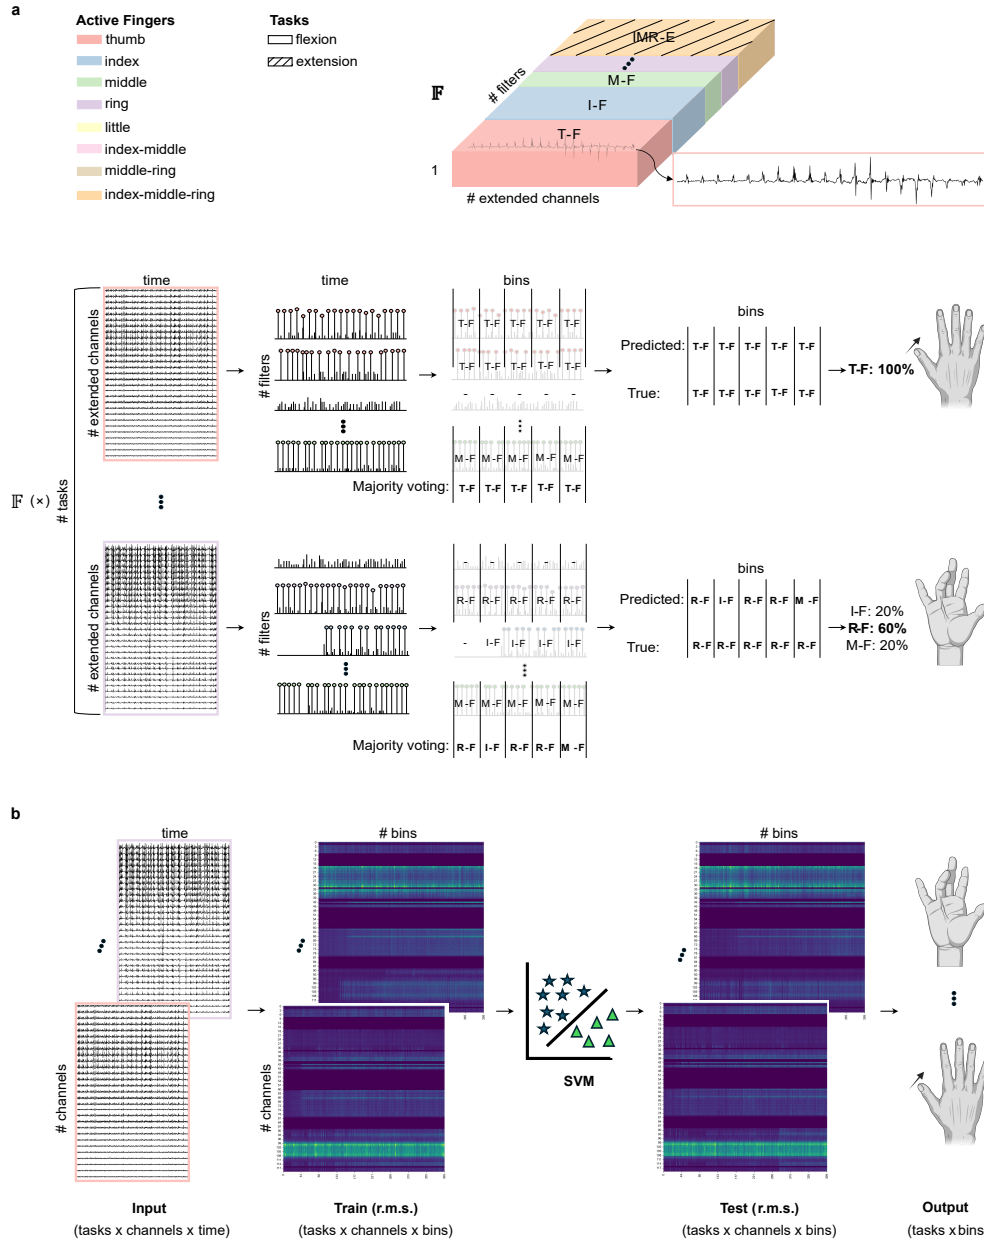 a
Active Fingers
thumb
index
middle
ring
little
index-middle
middle-ring
index-middle-ring
Tasks
flexion
extension
𝔽
# filters
1
IMR-E
M-F
I-F
T-F
# extended channels
time
time
bins
bins
# extended channels
# filters
T-F T-F T-F T-F T-F
T-F T-F T-F T-F T-F
- - - - -
M-F M-F M-F M-F M-F
Majority voting: T-F T-F T-F T-F T-F
Predicted: T-F T-F T-F T-F T-F
True: T-F T-F T-F T-F T-F
T-F: 100%
𝔽 (×)
# tasks
# extended channels
# filters
- - - - -
R-F R-F R-F R-F R-F
- I-F I-F I-F I-F
M-F M-F M-F M-F M-F
Majority voting: R-F I-F R-F R-F M-F
bins
Predicted: R-F I-F R-F R-F M-F
True: R-F R-F R-F R-F R-F
I-F: 20%
R-F: 60%
M-F: 20%
b
time
# bins
# bins
# channels
# channels
SVM
Input
(tasks x channels x time)
Train (r.m.s.)
(tasks x channels x bins)
Test (r.m.s.)
(tasks x channels x bins)
Output
(tasks x bins